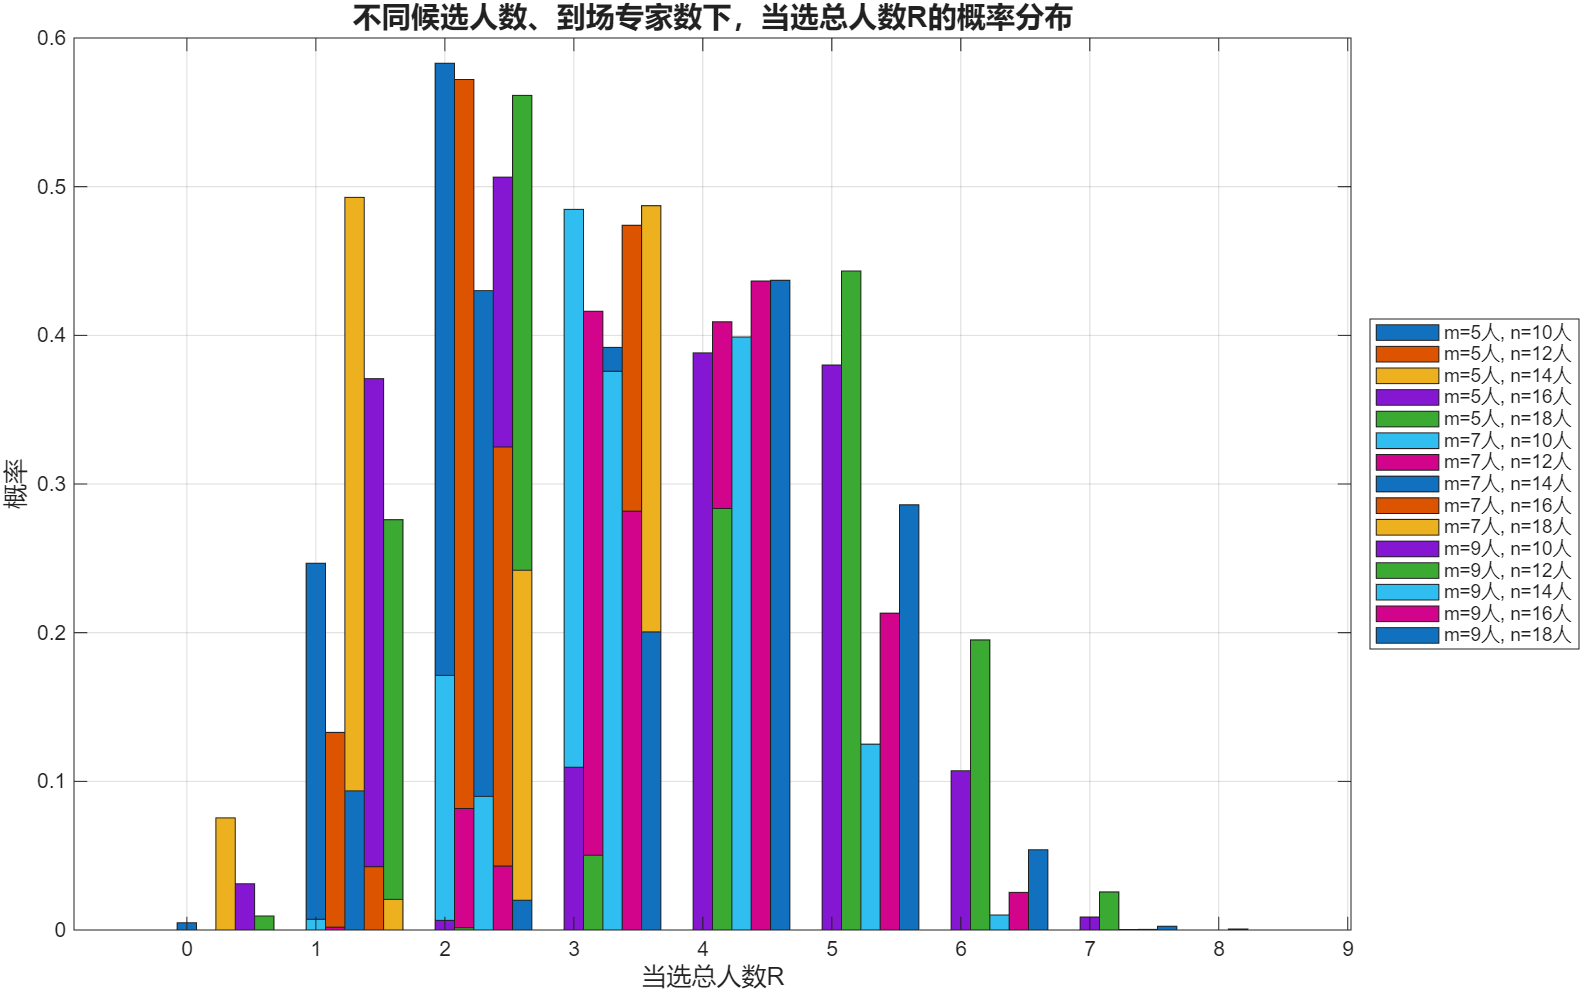 不同候选人数、到场专家数下，当选总人数R的概率分布
0.6
0.5
0.4
0.3
0.2
0.1
0
概率
0 1 2 3 4 5 6 7 8 9
当选总人数R
m=5人, n=10人
m=5人, n=12人
m=5人, n=14人
m=5人, n=16人
m=5人, n=18人
m=7人, n=10人
m=7人, n=12人
m=7人, n=14人
m=7人, n=16人
m=7人, n=18人
m=9人, n=10人
m=9人, n=12人
m=9人, n=14人
m=9人, n=16人
m=9人, n=18人